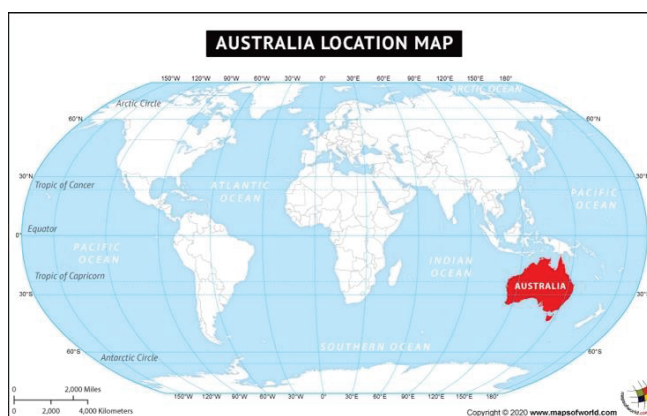 AUSTRALIA LOCATION MAP
150°W 120°W 90°W 60°W 30°W 0° 30°E 60°E 90°E 120°E 150°E 180°
ARCTIC OCEAN
Arctic Circle
60°N
60°N
30°N
30°N
Tropic of Cancer
ATLANTIC
OCEAN
PACIFIC
OCEAN
Equator
0°
0°
PACIFIC
OCEAN
INDIAN
OCEAN
Tropic of Capricorn
AUSTRALIA
30°S
30°S
SOUTHERN OCEAN
60°S
60°S
Antarctic Circle
0 2,000 Miles
0 2,000 4,000 Kilometers
150°W 120°W 90°W 60°W 30°W 0° 30°E 60°E 90°E 120°E 150°E 180°
Copyright © 2020 www.mapsofworld.com